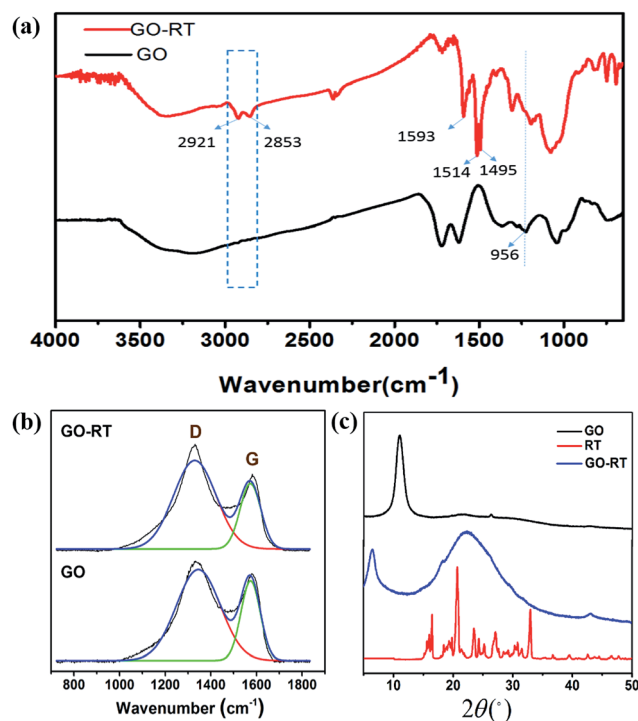 (a)
GO-RT
GO
2921
2853
1593
1514
1495
956
4000 3500 3000 2500 2000 1500 1000
Wavenumber(cm-1)
(b)
GO-RT
D
G
GO
800 1000 1200 1400 1600 1800
Wavenumber (cm-1)
(c)
GO
RT
GO-RT
10 20 30 40 50
2θ(°)